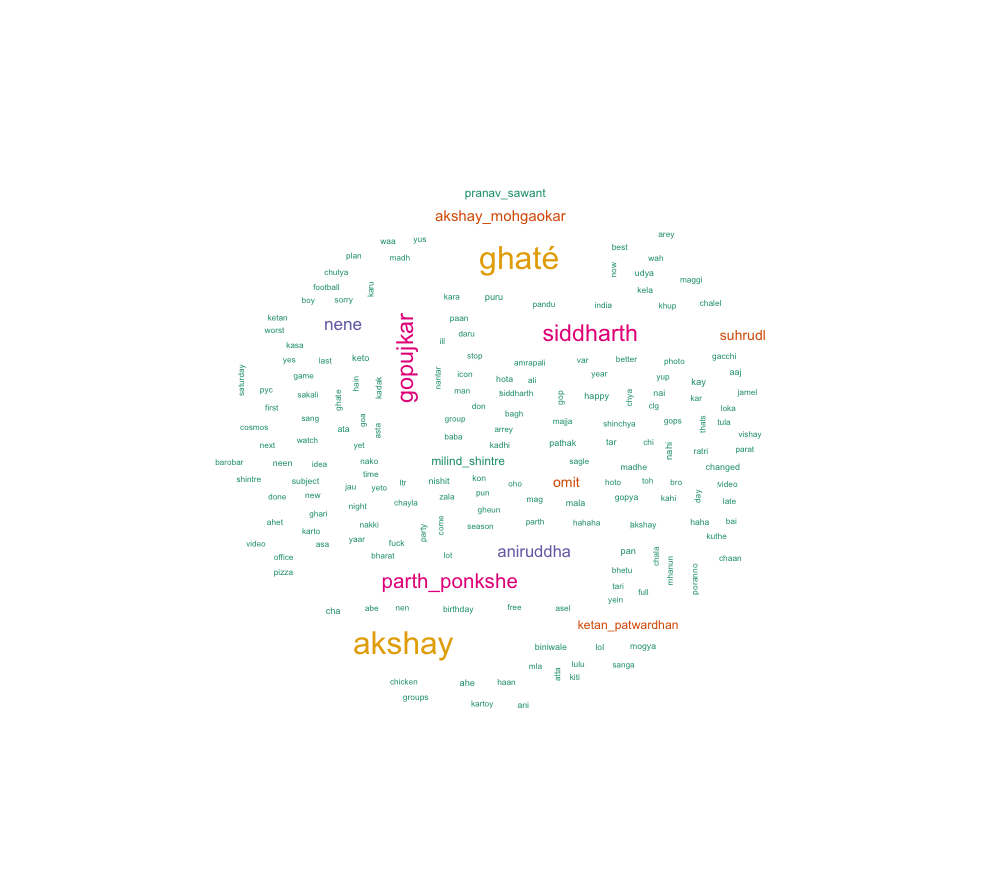 pranav_sawant
akshay_mohgaokar
arey
waa
yus
best
ghaté
plan
madh
wah
now
chutya
udya
maggi
football
karu
kela
boy
sorry
kara
puru
pandu
india
khup
chalel
ketan
nene
paan
worst
gopujkar
siddharth
suhrudl
kasa
ill
daru
yes
last
keto
stop
amrapali
var
better
photo
gacchi
saturday
game
hain
kadak
nantar
icon
hota
ali
year
yup
kay
aaj
pyc
sakali
ghate
man
siddharth
gop
happy
chya
nai
kar
jamel
first
sang
goa
don
clg
loka
cosmos
ata
asta
group
bagh
majja
shinchya
gops
thats
tula
next
watch
yet
baba
arrey
kadhi
pathak
tar
chi
nahi
ratri
vishay
parat
barobar
neen
idea
nako
milind_shintre
sagle
madhe
changed
shintre
subject
time
jau
yeto
ltr
nishit
kon
oho
omit
hoto
toh
bro
video
done
new
night
chayla
zala
pun
mag
mala
gopya
kahi
day
late
ghari
gheun
ahet
karto
nakki
party
come
season
parth
hahaha
akshay
haha
bai
video
asa
yaar
fuck
kuthe
office
bharat
lot
aniruddha
pan
chala
mhanun
chaan
pizza
parth_ponkshe
bhetu
poranno
tari
full
yein
cha
abe
nen
birthday
free
asel
ketan_patwardhan
akshay
biniwale
lol
mogya
mla
atta
lulu
kiti
sanga
chicken
ahe
haan
groups
kartoy
ani